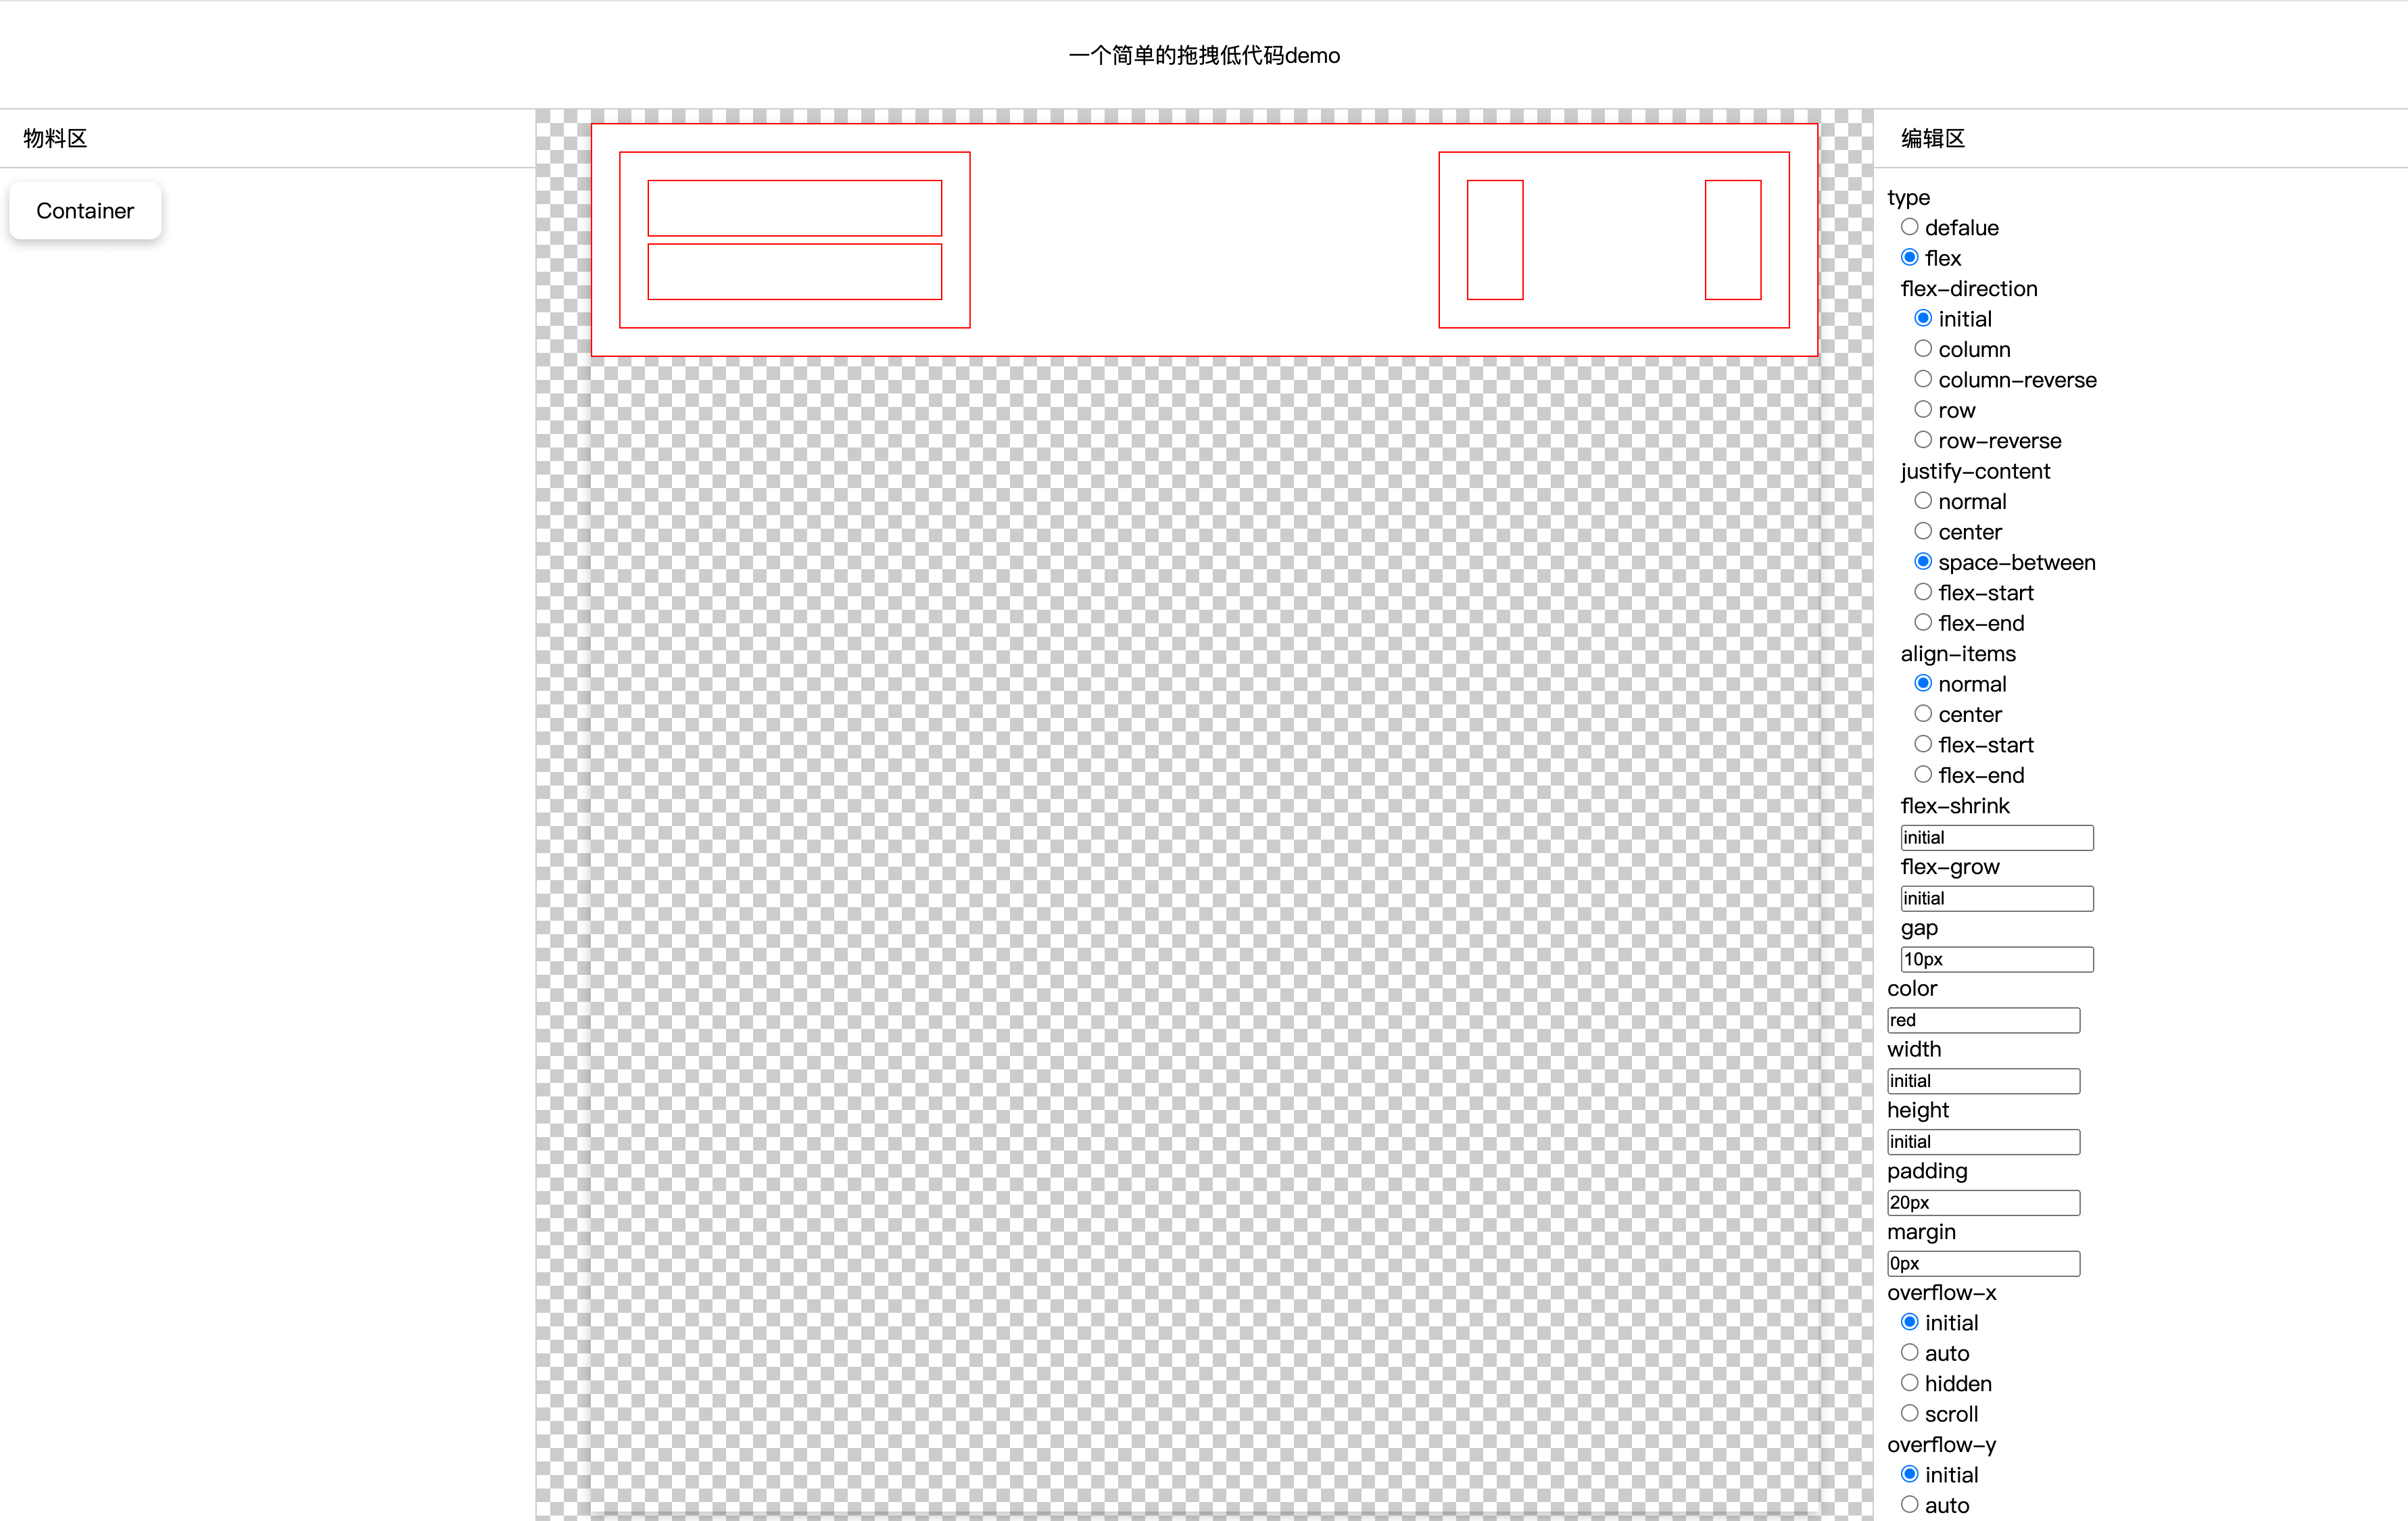 一个简单的拖拽低代码demo
物料区
Container
编辑区
type
defalue
flex
flex-direction
initial
column
column-reverse
row
row-reverse
justify-content
normal
center
space-between
flex-start
flex-end
align-items
normal
center
flex-start
flex-end
flex-shrink
initial
flex-grow
initial
gap
10px
color
red
width
initial
height
initial
padding
20px
margin
0px
overflow-x
initial
auto
hidden
scroll
overflow-y
initial
auto